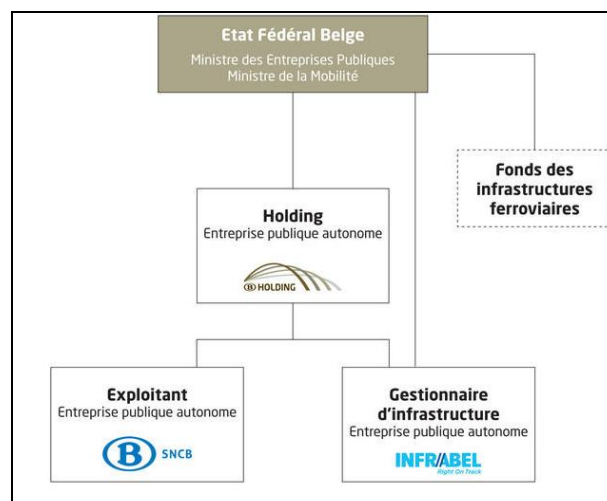 Etat Fédéral Belge
Ministre des Entreprises Publiques
Ministre de la Mobilité
Fonds des
infrastructures
ferroviaires
Holding
Entreprise publique autonome
B HOLDING
Exploitant
Entreprise publique autonome
B SNCB
Gestionnaire
d'infrastructure
Entreprise publique autonome
INFRABEL
Right On Track